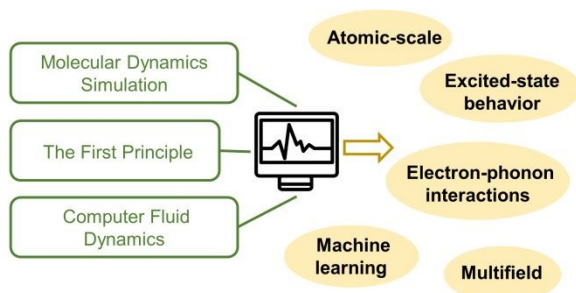 Molecular Dynamics
Simulation
The First Principle
Computer Fluid
Dynamics
Atomic-scale
Excited-state
behavior
Electron-phonon
interactions
Machine
learning
Multifield